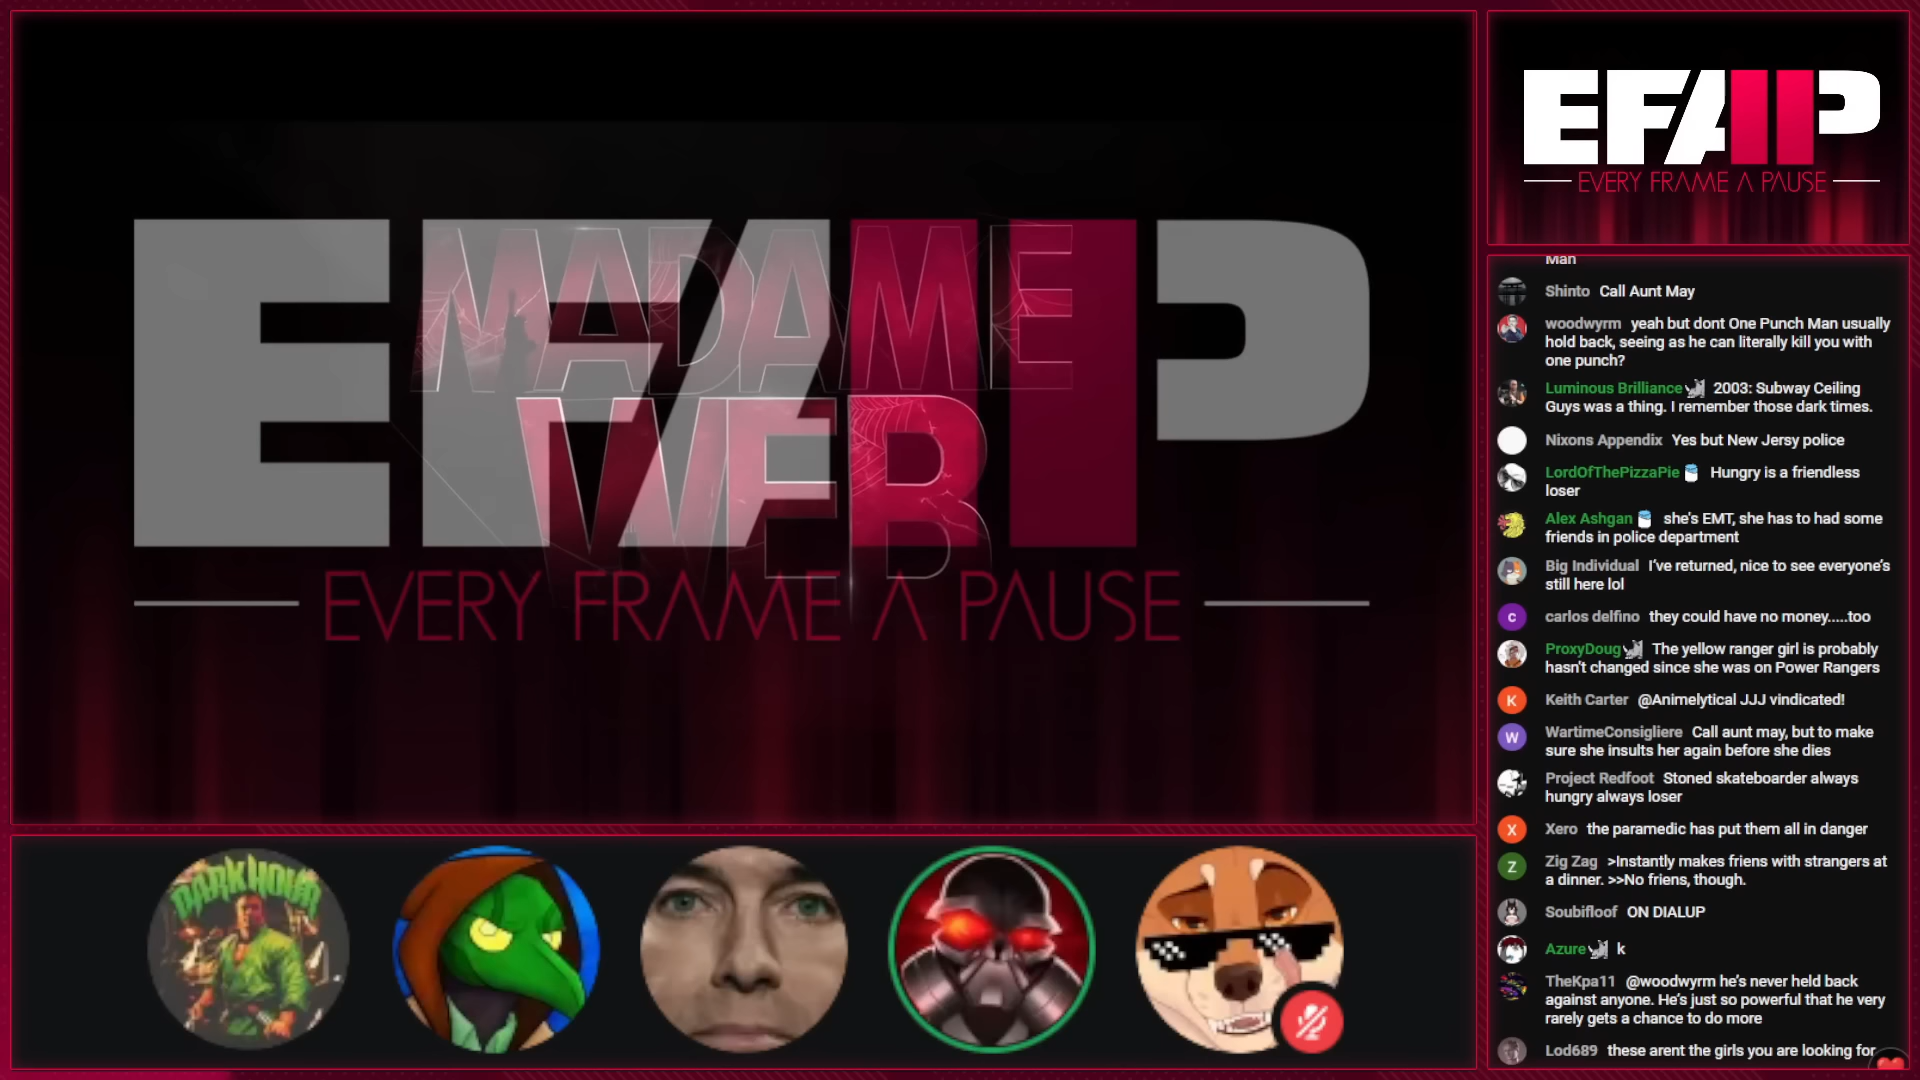 MADAME
WEB
EFAP
EVERY FRAME A PAUSE
DARK HOUR
EFAP
EVERY FRAME A PAUSE
Man
Shinto Call Aunt May
woodwyrm yeah but dont One Punch Man usually
hold back, seeing as he can literally kill you with
one punch?
Luminous Brilliance 2003: Subway Ceiling
Guys was a thing. I remember those dark times.
Nixons Appendix Yes but New Jersy police
LordOfThePizzaPie Hungry is a friendless
loser
Alex Ashgan she's EMT, she has to had some
friends in police department
Big Individual I've returned, nice to see everyone's
still here lol
c
carlos delfino they could have no money.....too
ProxyDoug The yellow ranger girl is probably
hasn't changed since she was on Power Rangers
K
Keith Carter @Animelytical JJJ vindicated!
W
WartimeConsigliere Call aunt may, but to make
sure she insults her again before she dies
Project Redfoot Stoned skateboarder always
hungry always loser
X
Xero the paramedic has put them all in danger
Z
Zig Zag >Instantly makes friens with strangers at
a dinner. >>No friens, though.
Soubifloof ON DIALUP
Azure k
TheKpa11 @woodwyrm he's never held back
against anyone. He's just so powerful that he very
rarely gets a chance to do more
Lod689 these arent the girls you are looking for